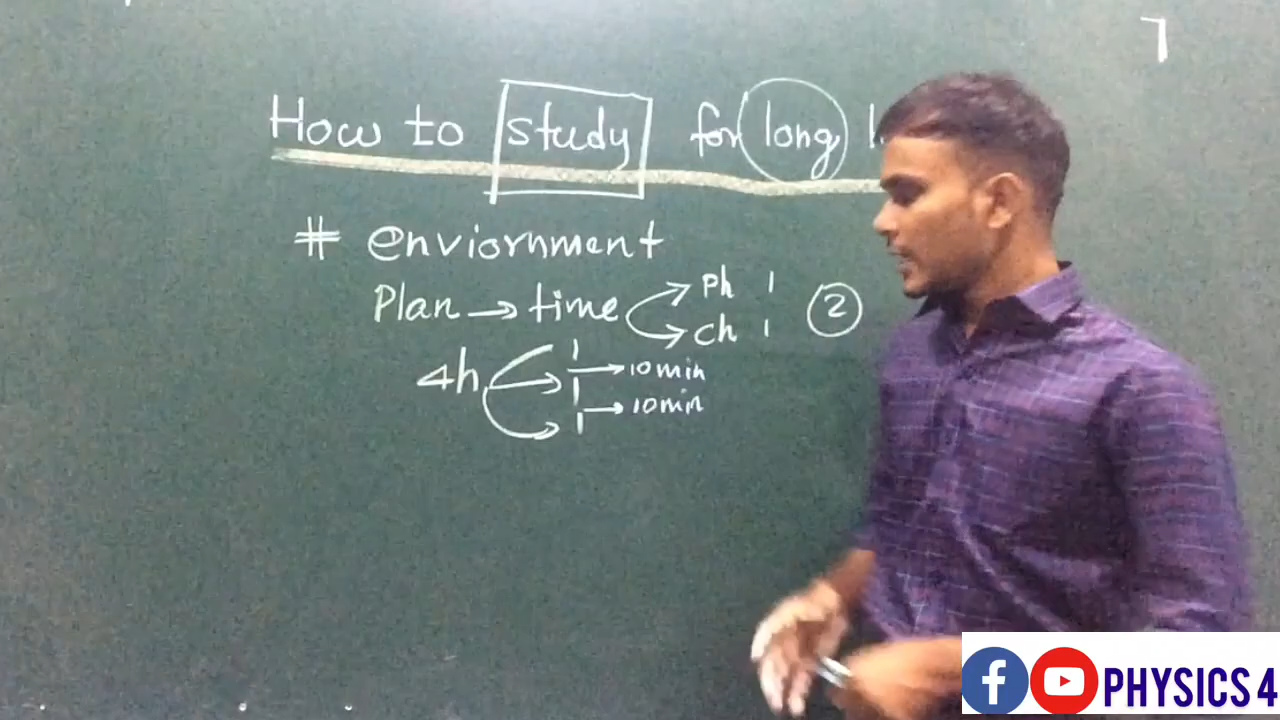 How to study for long
# enviornment
Plan → time Ph 1
Ch 1
2
4h 1 → 10min
1 → 10min
1
PHYSICS 4